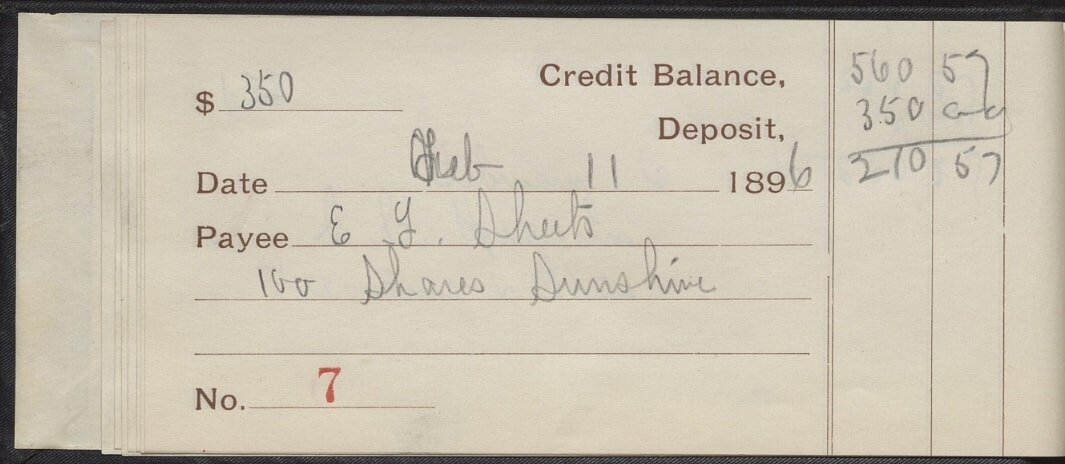 $ 350
Credit Balance, 560 57
Deposit, 350 00
Date Feb 11 1896 210 57
Payee E Y. Sheets
100 Shares Sunshine
No. 7